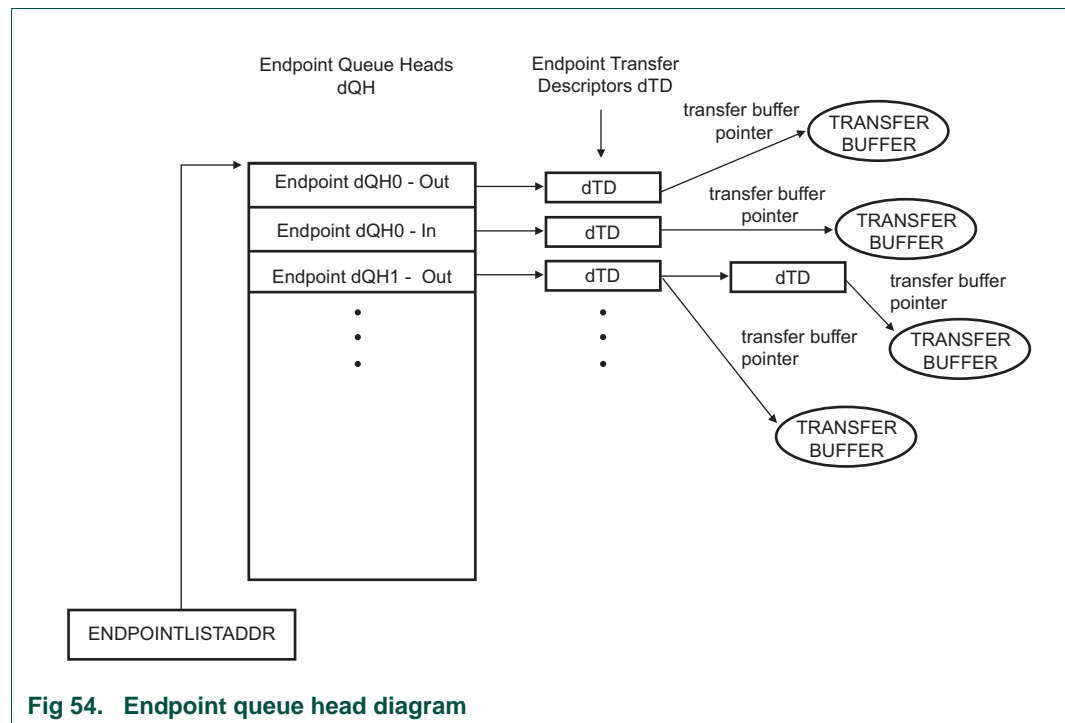 Endpoint Queue Heads
dQH
Endpoint Transfer
Descriptors dTD
transfer buffer
pointer
TRANSFER
BUFFER
Endpoint dQH0 - Out
dTD
transfer buffer
pointer
TRANSFER
BUFFER
Endpoint dQH0 - In
dTD
Endpoint dQH1 - Out
dTD
dTD
transfer buffer
pointer
TRANSFER
BUFFER
transfer buffer
pointer
TRANSFER
BUFFER
ENDPOINTLISTADDR
Fig 54. Endpoint queue head diagram